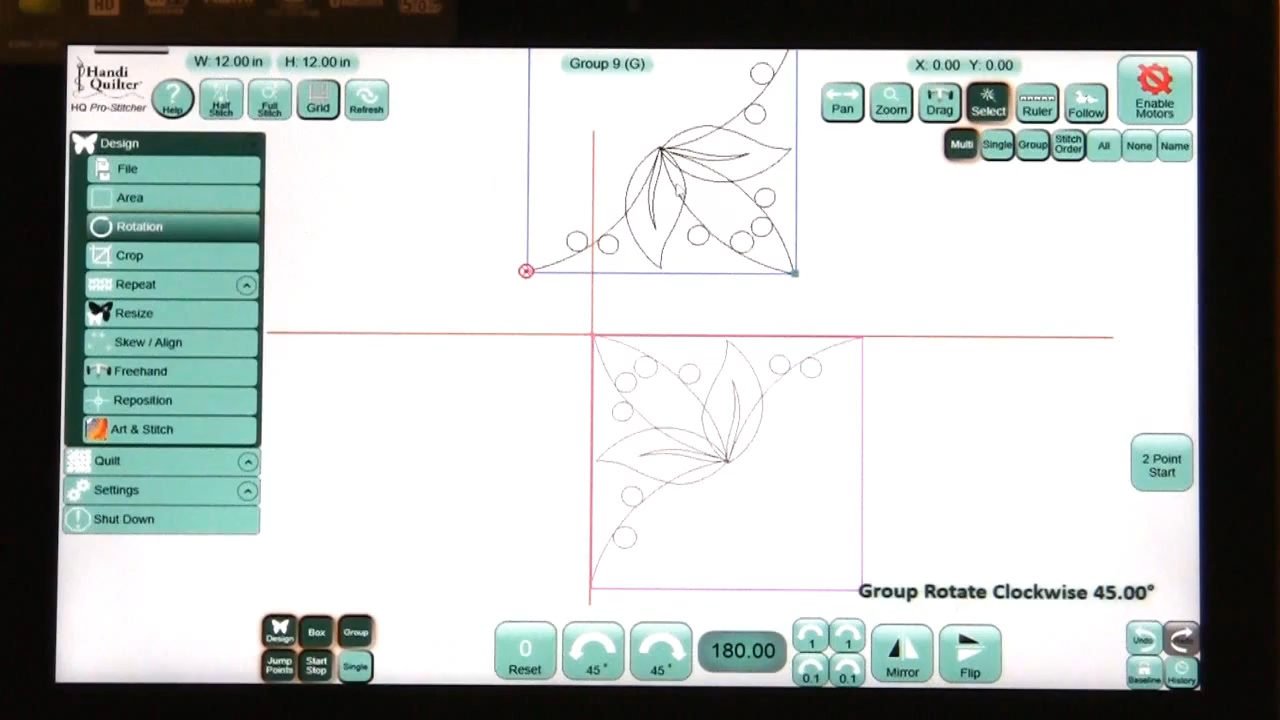 HD
Handi
Quilter
HQ Pro-Stitcher
W: 12.00 in H: 12.00 in
Help
Half
Stitch
Full
Stitch
Grid
Refresh
Group 9 (G)
X: 0.00 Y: 0.00
Pan
Zoom
Drag
Select
Ruler
Follow
Enable
Motors
Multi
Single
Group
Stitch
Order
All
None
Name
Design
File
Area
Rotation
Crop
Repeat
Resize
Skew / Align
Freehand
Reposition
Art & Stitch
Quilt
Settings
Shut Down
2 Point
Start
Group Rotate Clockwise 45.00°
Design
Box
Group
Jump
Points
Start
Stop
Single
0
Reset
45°
45°
180.00
1
1
0.1
0.1
Mirror
Flip
Undo
Baseline
History